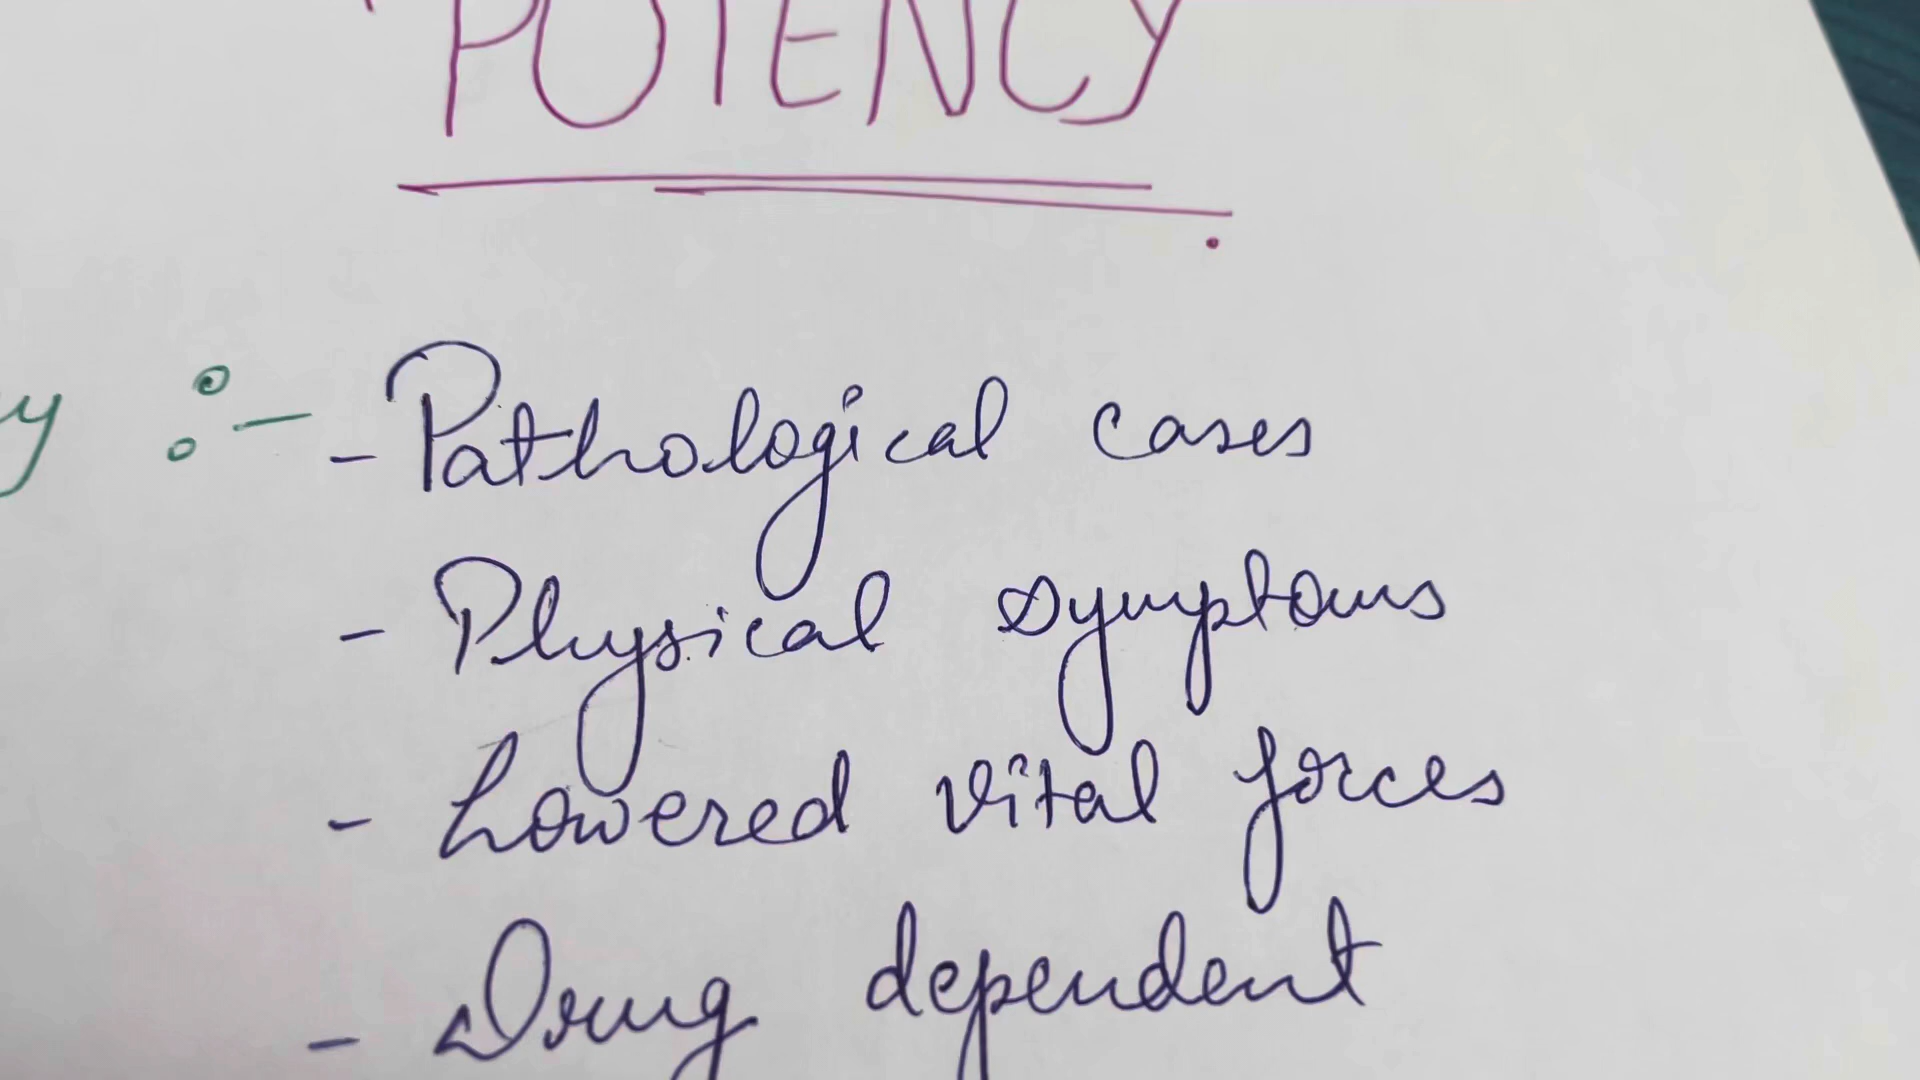 POTENCY
y :- - Pathological cases
- Physical symptoms
- Lowered vital forces
- Drug dependent